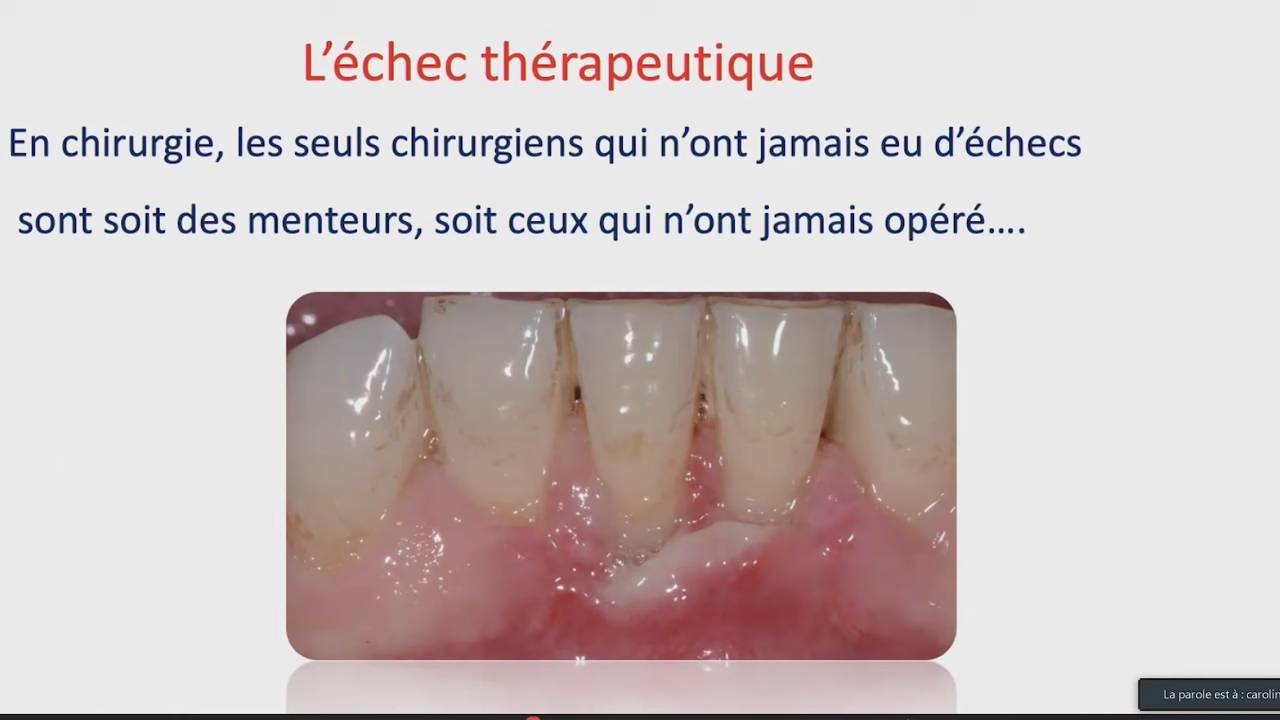 L’échec thérapeutique
En chirurgie, les seuls chirurgiens qui n’ont jamais eu d’échecs
sont soit des menteurs, soit ceux qui n’ont jamais opéré….
La parole est à : carolin